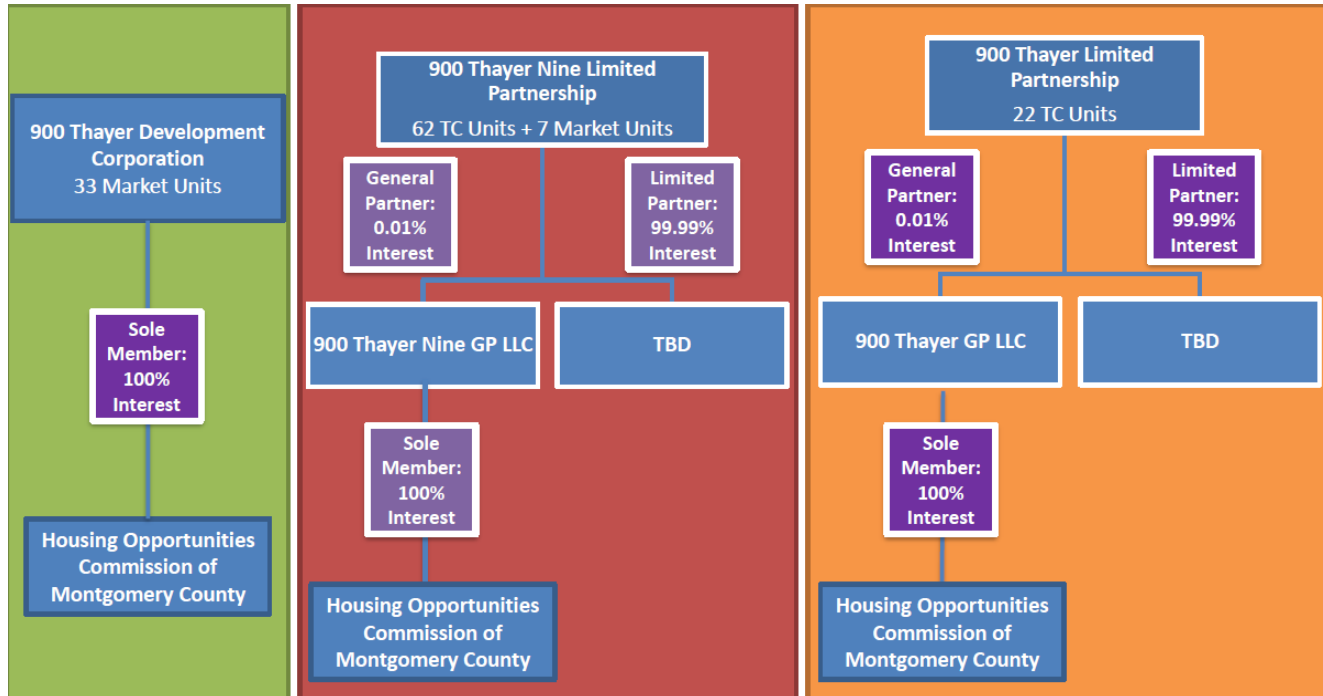 900 Thayer Development
Corporation
33 Market Units
Sole
Member:
100%
Interest
Housing Opportunities
Commission of
Montgomery County
900 Thayer Nine Limited
Partnership
62 TC Units + 7 Market Units
General
Partner:
0.01%
Interest
Limited
Partner:
99.99%
Interest
900 Thayer Nine GP LLC
TBD
Sole
Member:
100%
Interest
Housing Opportunities
Commission of
Montgomery County
900 Thayer Limited
Partnership
22 TC Units
General
Partner:
0.01%
Interest
Limited
Partner:
99.99%
Interest
900 Thayer GP LLC
TBD
Sole
Member:
100%
Interest
Housing Opportunities
Commission of
Montgomery County